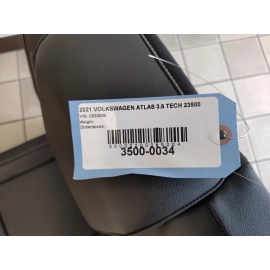 2021 VOLKSWAGEN ATLAS 3.6 TECH 23500
Weight:
Dimensions:
3500-0034